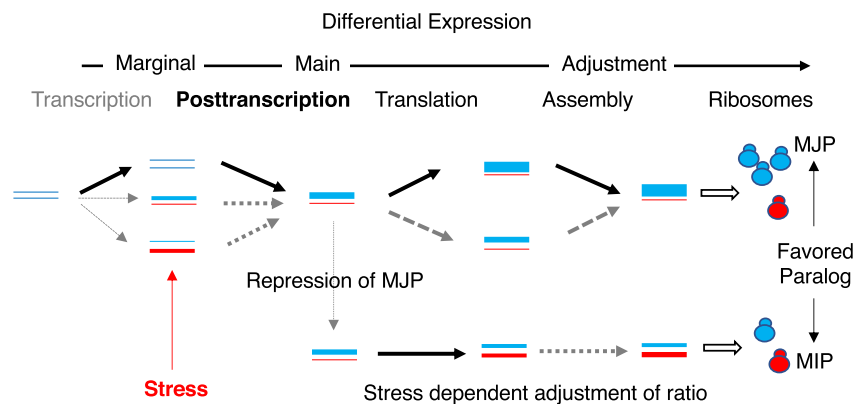 Differential Expression
Marginal Main Adjustment
Transcription Posttranscription Translation Assembly Ribosomes
MJP
Favored
Paralog
Repression of MJP
MIP
Stress
Stress dependent adjustment of ratio